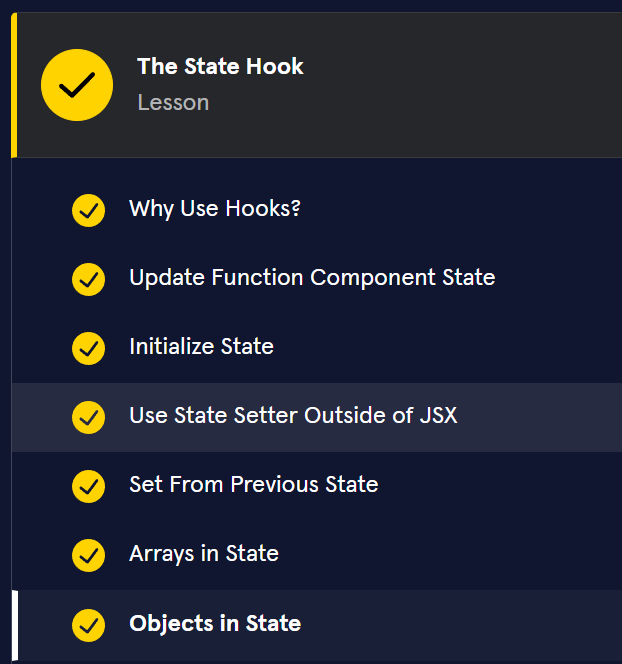 The State Hook
Lesson
Why Use Hooks?
Update Function Component State
Initialize State
Use State Setter Outside of JSX
Set From Previous State
Arrays in State
Objects in State